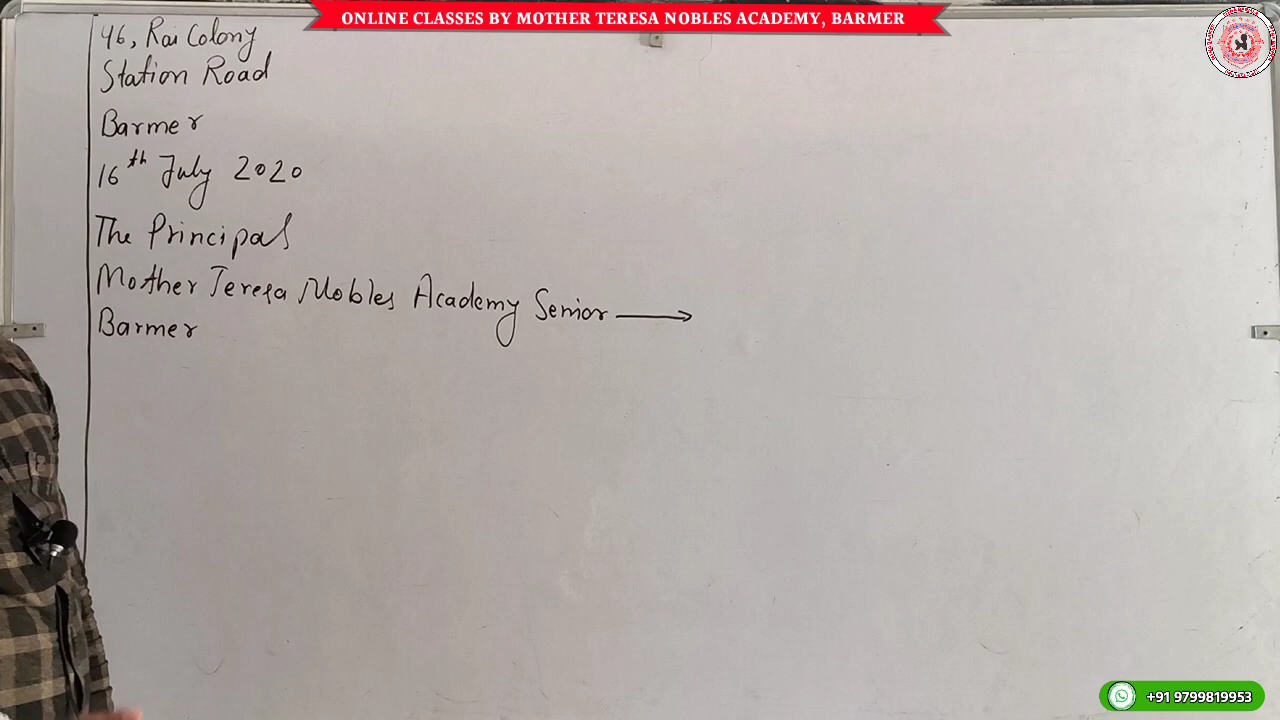 ONLINE CLASSES BY MOTHER TERESA NOBLES ACADEMY, BARMER
46, Rai Colony
Station Road
Barmer
16th July 2020
The Principal
Mother Teresa Nobles Academy Senior →
Barmer
+91 9799819953